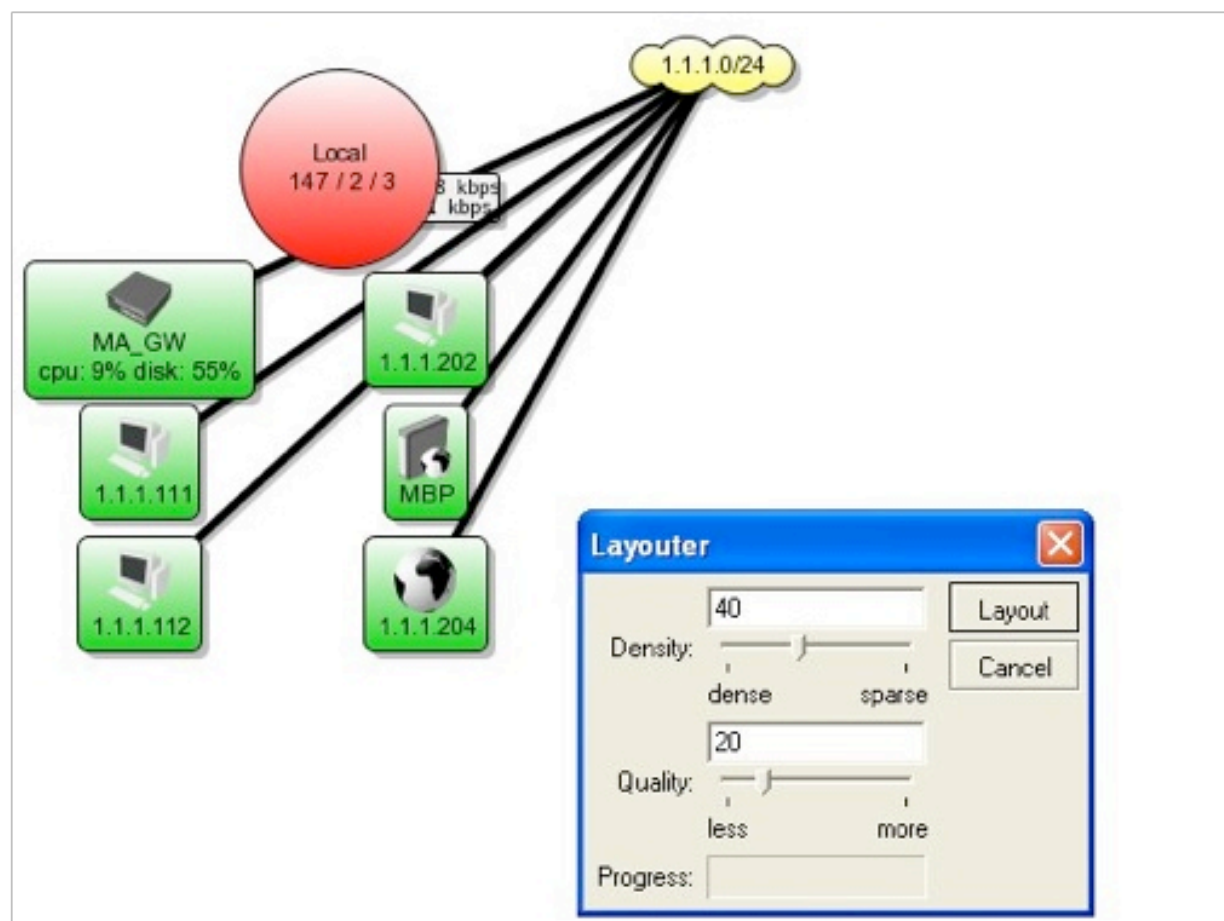 1.1.1.0/24
Local
147 / 2 / 3
kbps
kbps
MA_GW
cpu: 9% disk: 55%
1.1.1.202
1.1.1.111
MBP
1.1.1.112
1.1.1.204
Layouter
40
Layout
Density:
Cancel
dense sparse
20
Quality:
less more
Progress: